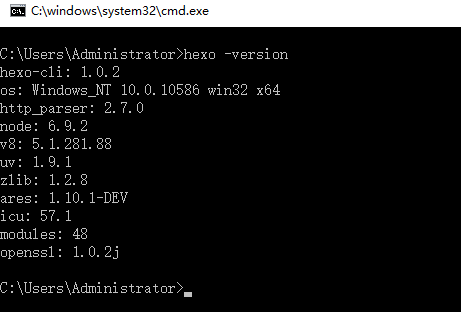 C:\windows\system32\cmd.exe
C:\Users\Administrator>hexo -version
hexo-cli: 1.0.2
os: Windows_NT 10.0.10586 win32 x64
http_parser: 2.7.0
node: 6.9.2
v8: 5.1.281.88
uv: 1.9.1
zlib: 1.2.8
ares: 1.10.1-DEV
icu: 57.1
modules: 48
openssl: 1.0.2j
C:\Users\Administrator>